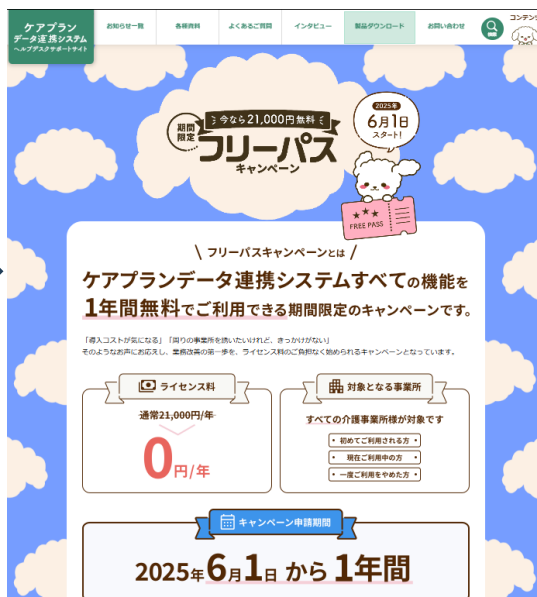 ケアプラン
データ連携システム
ヘルプデスクサポートサイト
お知らせ一覧
各種資料
よくあるご質問
インタビュー
製品ダウンロード
お問い合わせ
コンテンツ
期間限定
今なら21,000円無料
フリーパス
キャンペーン
2025年
6月1日
スタート!
FREE PASS
\ フリーパスキャンペーンとは /
ケアプランデータ連携システムすべての機能を
1年間無料でご利用できる期間限定のキャンペーンです。
「導入コストが気になる」「周りの事業所を誘いたいけれど、きっかけがない」
そのようなお声にお応えし、業務改善の第一歩を、ライセンス料のご負担なく始められるキャンペーンとなっています。
ライセンス料
通常21,000円/年
0円/年
対象となる事業所
すべての介護事業所様が対象です
・初めてご利用される方・
・現在ご利用中の方・
・一度ご利用をやめた方・
キャンペーン申請期間
2025年6月1日 から 1年間